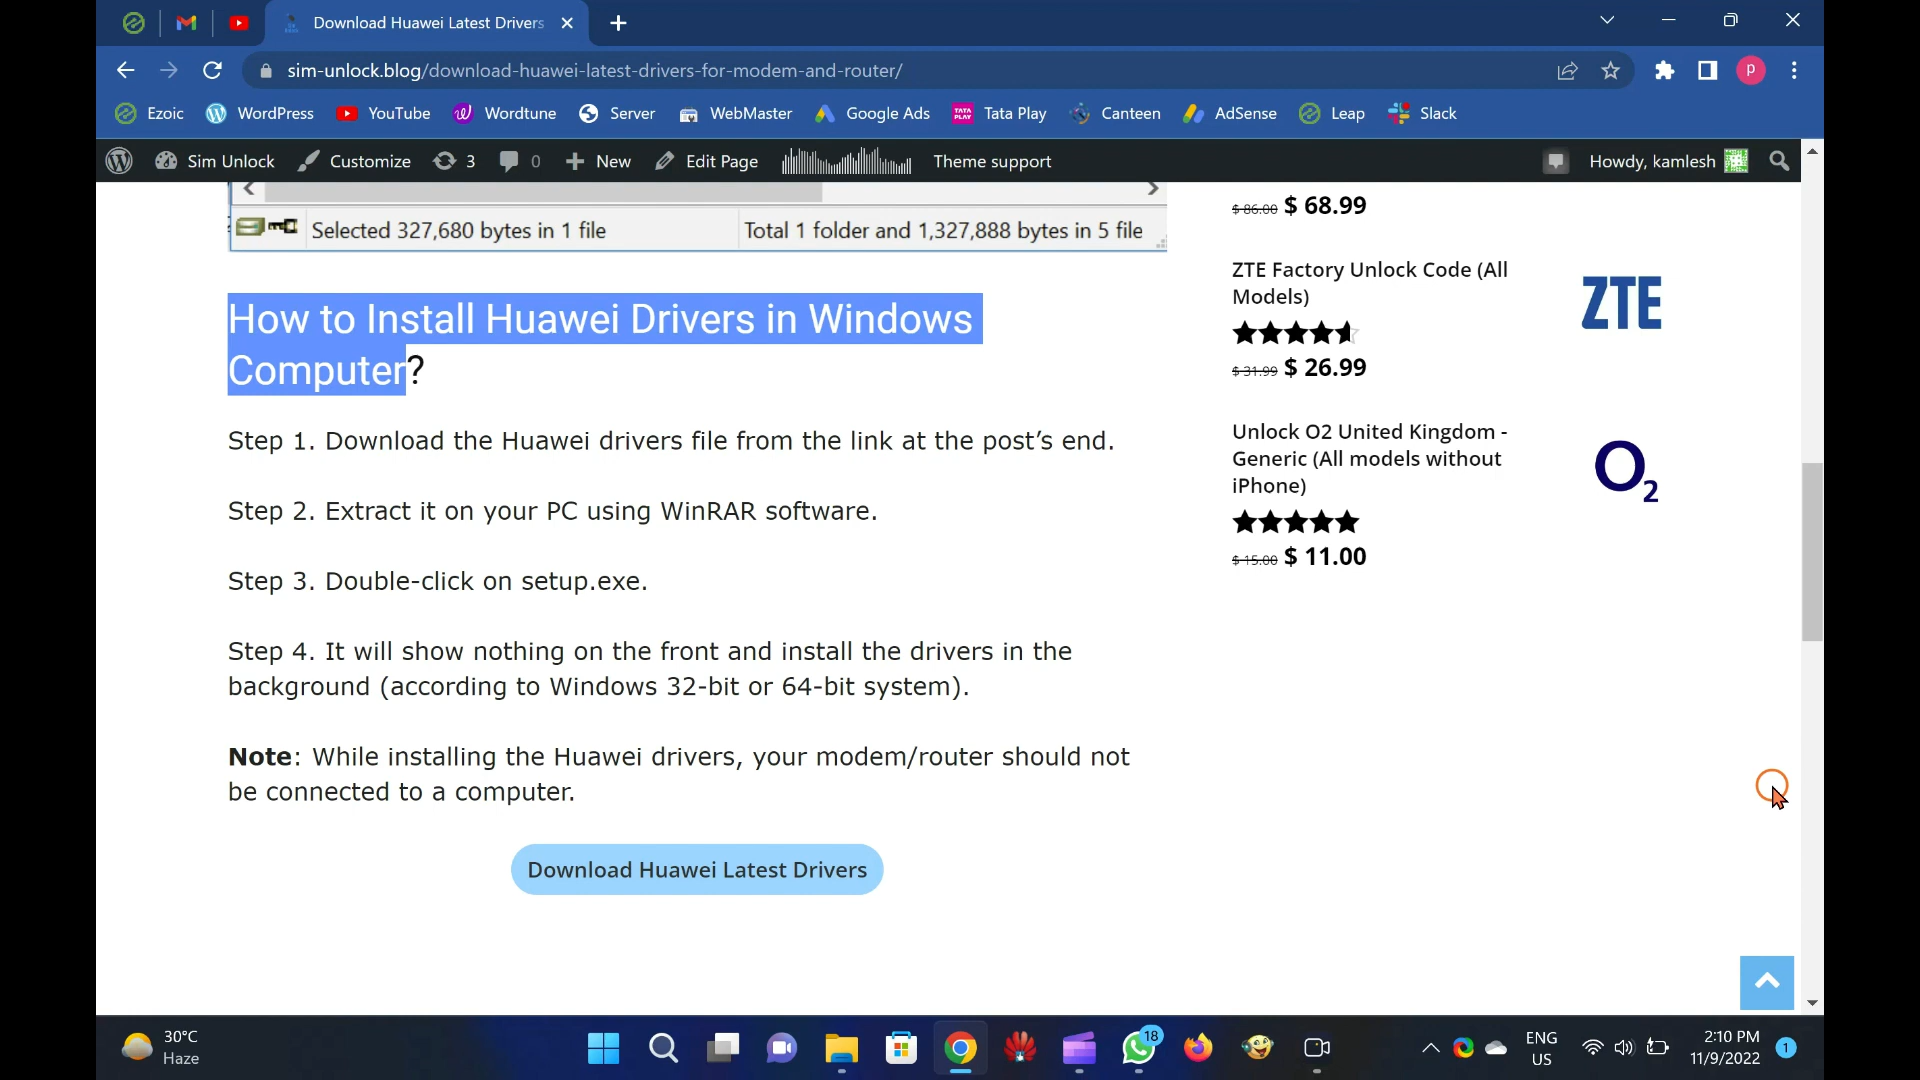 Download Huawei Latest Drivers
sim-unlock.blog/download-huawei-latest-drivers-for-modem-and-router/
P
Ezoic WordPress YouTube Wordtune Server WebMaster Google Ads TATA PLAY Tata Play Canteen AdSense Leap Slack
Sim Unlock Customize 3 0 New Edit Page Theme support Howdy, kamlesh
Selected 327,680 bytes in 1 file Total 1 folder and 1,327,888 bytes in 5 file
How to Install Huawei Drivers in Windows
Computer?
Step 1. Download the Huawei drivers file from the link at the post’s end.
Step 2. Extract it on your PC using WinRAR software.
Step 3. Double-click on setup.exe.
Step 4. It will show nothing on the front and install the drivers in the
background (according to Windows 32-bit or 64-bit system).
Note: While installing the Huawei drivers, your modem/router should not
be connected to a computer.
Download Huawei Latest Drivers
$ 86.00 $ 68.99
ZTE Factory Unlock Code (All
Models)
ZTE
$ 31.99 $ 26.99
Unlock O2 United Kingdom -
Generic (All models without
iPhone)
O2
$ 15.00 $ 11.00
30°C
Haze
18
ENG
US
2:10 PM
11/9/2022
1